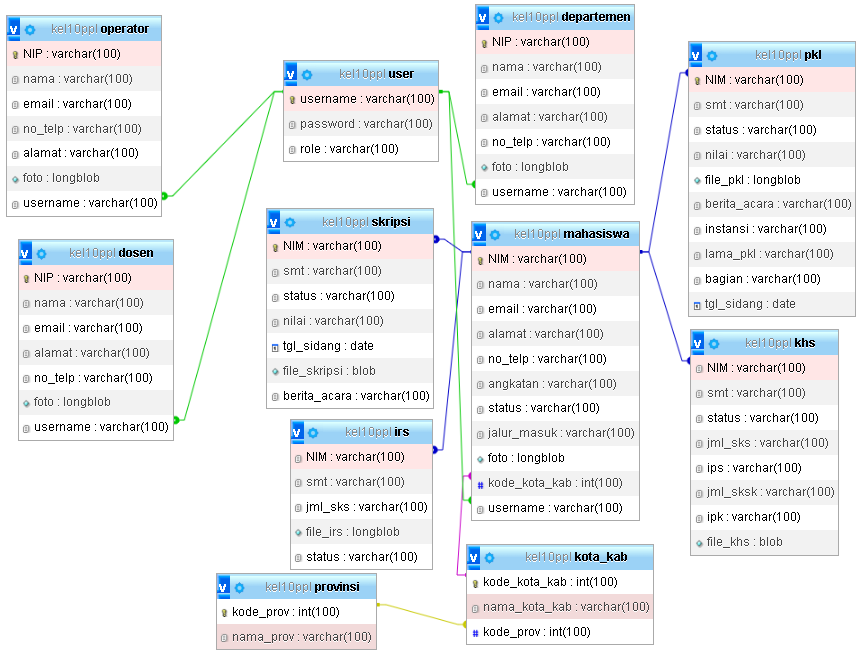 kel10ppl operator
NIP : varchar(100)
nama : varchar(100)
email : varchar(100)
no_telp : varchar(100)
alamat : varchar(100)
foto : longblob
username : varchar(100)
kel10ppl user
username : varchar(100)
password : varchar(100)
role : varchar(100)
kel10ppl departemen
NIP : varchar(100)
nama : varchar(100)
email : varchar(100)
alamat : varchar(100)
no_telp : varchar(100)
foto : longblob
username : varchar(100)
kel10ppl pkl
NIM : varchar(100)
smt : varchar(100)
status : varchar(100)
nilai : varchar(100)
file_pkl : longblob
berita_acara : varchar(100)
instansi : varchar(100)
lama_pkl : varchar(100)
bagian : varchar(100)
tgl_sidang : date
kel10ppl dosen
NIP : varchar(100)
nama : varchar(100)
email : varchar(100)
alamat : varchar(100)
no_telp : varchar(100)
foto : longblob
username : varchar(100)
kel10ppl skripsi
NIM : varchar(100)
smt : varchar(100)
status : varchar(100)
nilai : varchar(100)
tgl_sidang : date
file_skripsi : blob
berita_acara : varchar(100)
kel10ppl mahasiswa
NIM : varchar(100)
nama : varchar(100)
email : varchar(100)
alamat : varchar(100)
no_telp : varchar(100)
angkatan : varchar(100)
status : varchar(100)
jalur_masuk : varchar(100)
foto : longblob
kode_kota_kab : int(100)
username : varchar(100)
kel10ppl khs
NIM : varchar(100)
smt : varchar(100)
status : varchar(100)
jml_sks : varchar(100)
ips : varchar(100)
jml_sksk : varchar(100)
ipk : varchar(100)
file_khs : blob
kel10ppl irs
NIM : varchar(100)
smt : varchar(100)
jml_sks : varchar(100)
file_irs : longblob
status : varchar(100)
kel10ppl provinsi
kode_prov : int(100)
nama_prov : varchar(100)
kel10ppl kota_kab
kode_kota_kab : int(100)
nama_kota_kab : varchar(100)
kode_prov : int(100)